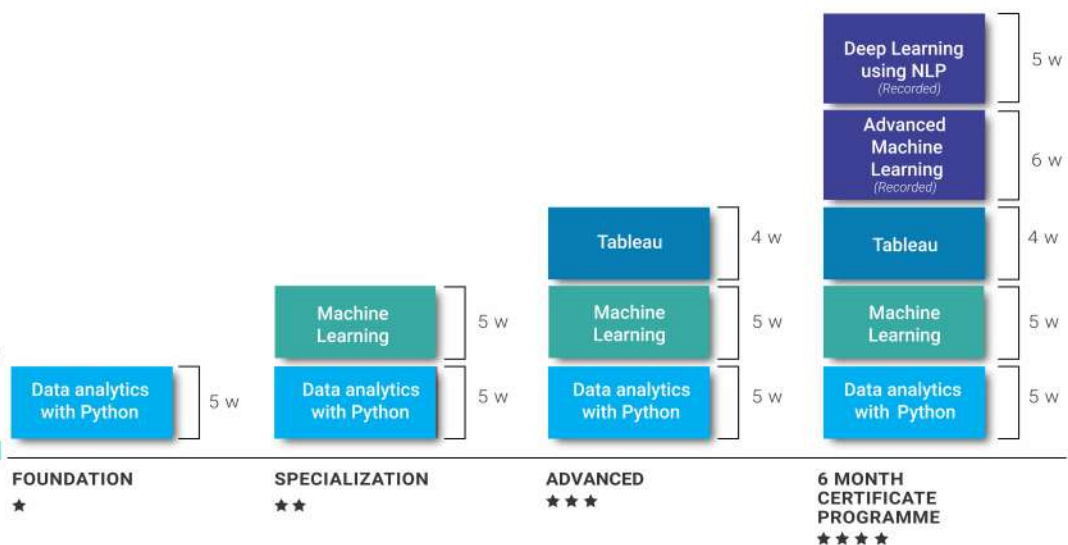 Deep Learning
using NLP
(Recorded)
5 w
Advanced
Machine
Learning
(Recorded)
6 w
Tableau
4 w
Tableau
4 w
Machine
Learning
5 w
Machine
Learning
5 w
Machine
Learning
5 w
Data analytics
with Python
5 w
Data analytics
with Python
5 w
Data analytics
with Python
5 w
Data analytics
with Python
5 w
FOUNDATION
★
SPECIALIZATION
★★
ADVANCED
★★★
6 MONTH
CERTIFICATE
PROGRAMME
★★★★